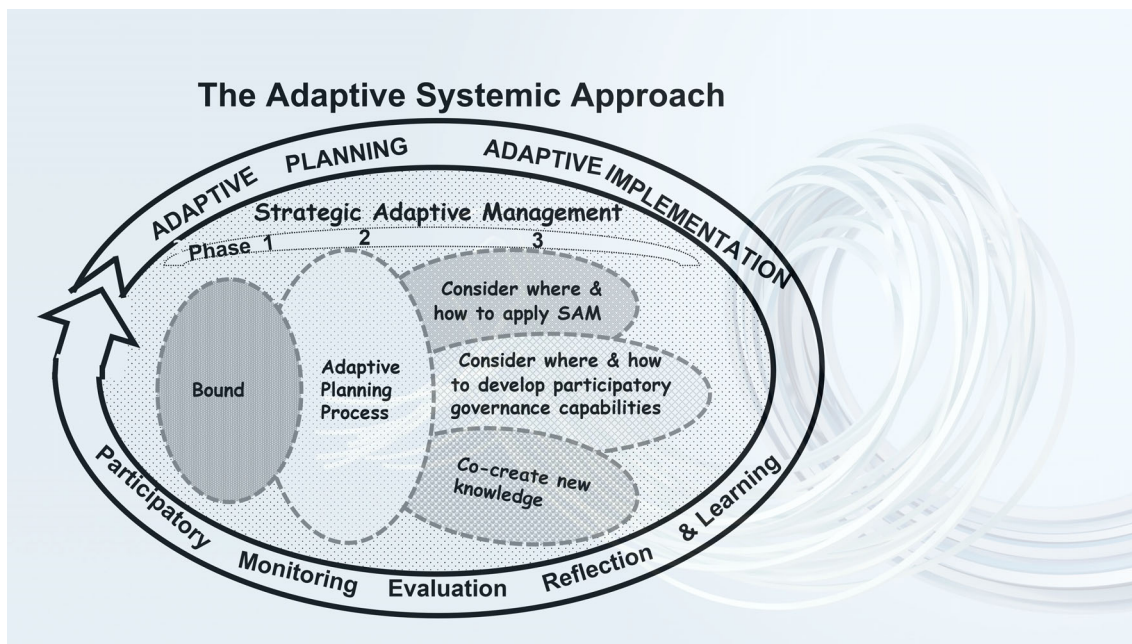 The Adaptive Systemic Approach
ADAPTIVE PLANNING ADAPTIVE IMPLEMENTATION
Strategic Adaptive Management
Phase 1 2 3
Bound
Adaptive
Planning
Process
Consider where &
how to apply SAM
Consider where & how
to develop participatory
governance capabilities
Co-create new
knowledge
Participatory Monitoring Evaluation Reflection & Learning